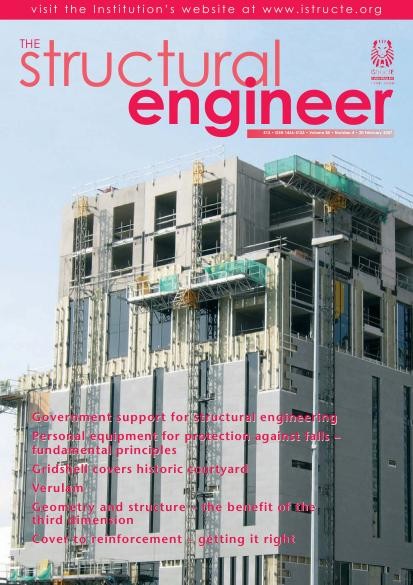 visit the Institution's website at www.istructe.org
THE
structural
engineer
Government support for structural engineering
Personal equipment for protection against falls –
fundamental principles
Gridshell covers historic courtyard
Verulam
Geometry and structure – the benefit of the
third dimension
Cover to reinforcement – getting it right